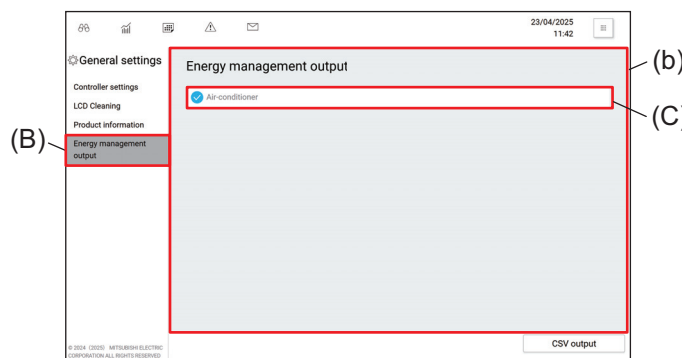 23/04/2025
11:42
General settings
Energy management output
(b)
Controller settings
Air-conditioner
LCD Cleaning
(C)
Product information
(B)
Energy management
output
CSV output
© 2024 (2025) MITSUBISHI ELECTRIC
CORPORATION ALL RIGHTS RESERVED